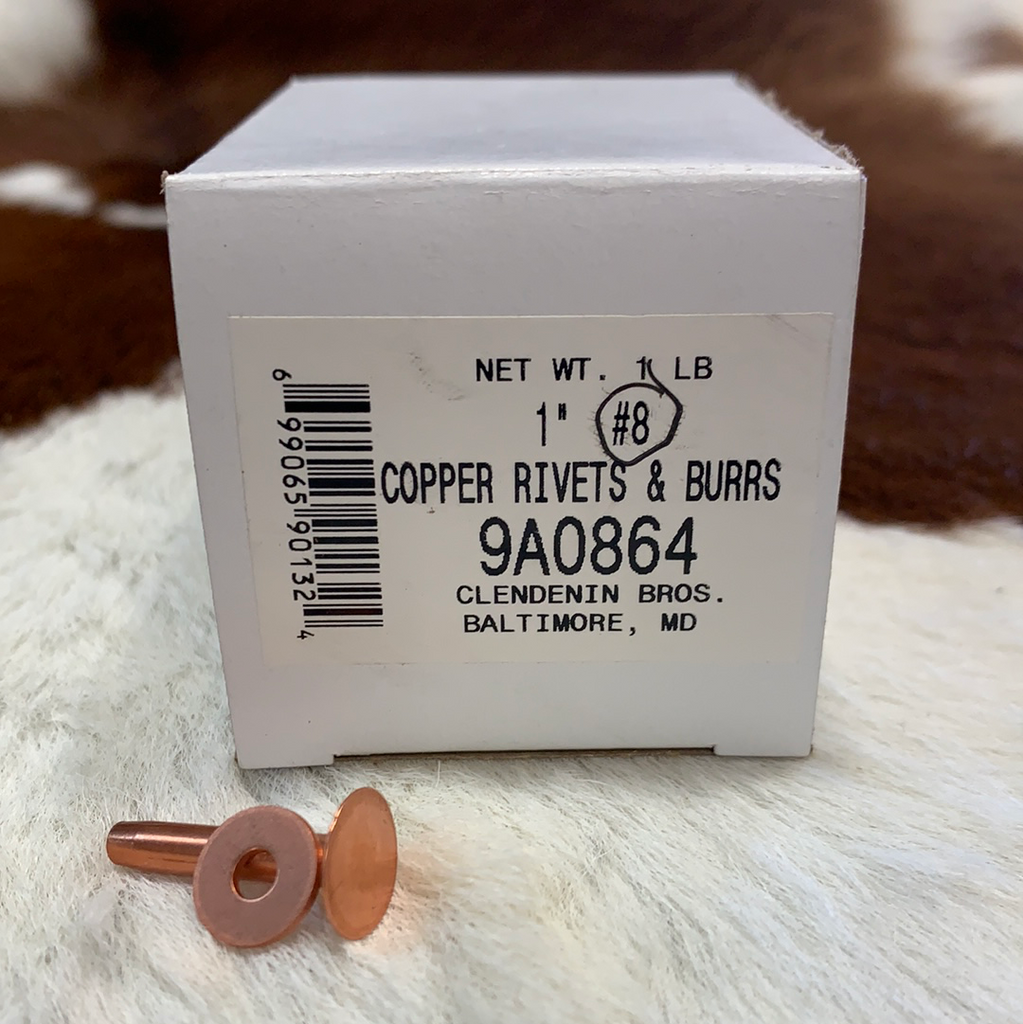 NET WT. 1 LB
1" #8
COPPER RIVETS & BURRS
9A0864
CLENDENIN BROS.
BALTIMORE, MD
6 99065 90132 4